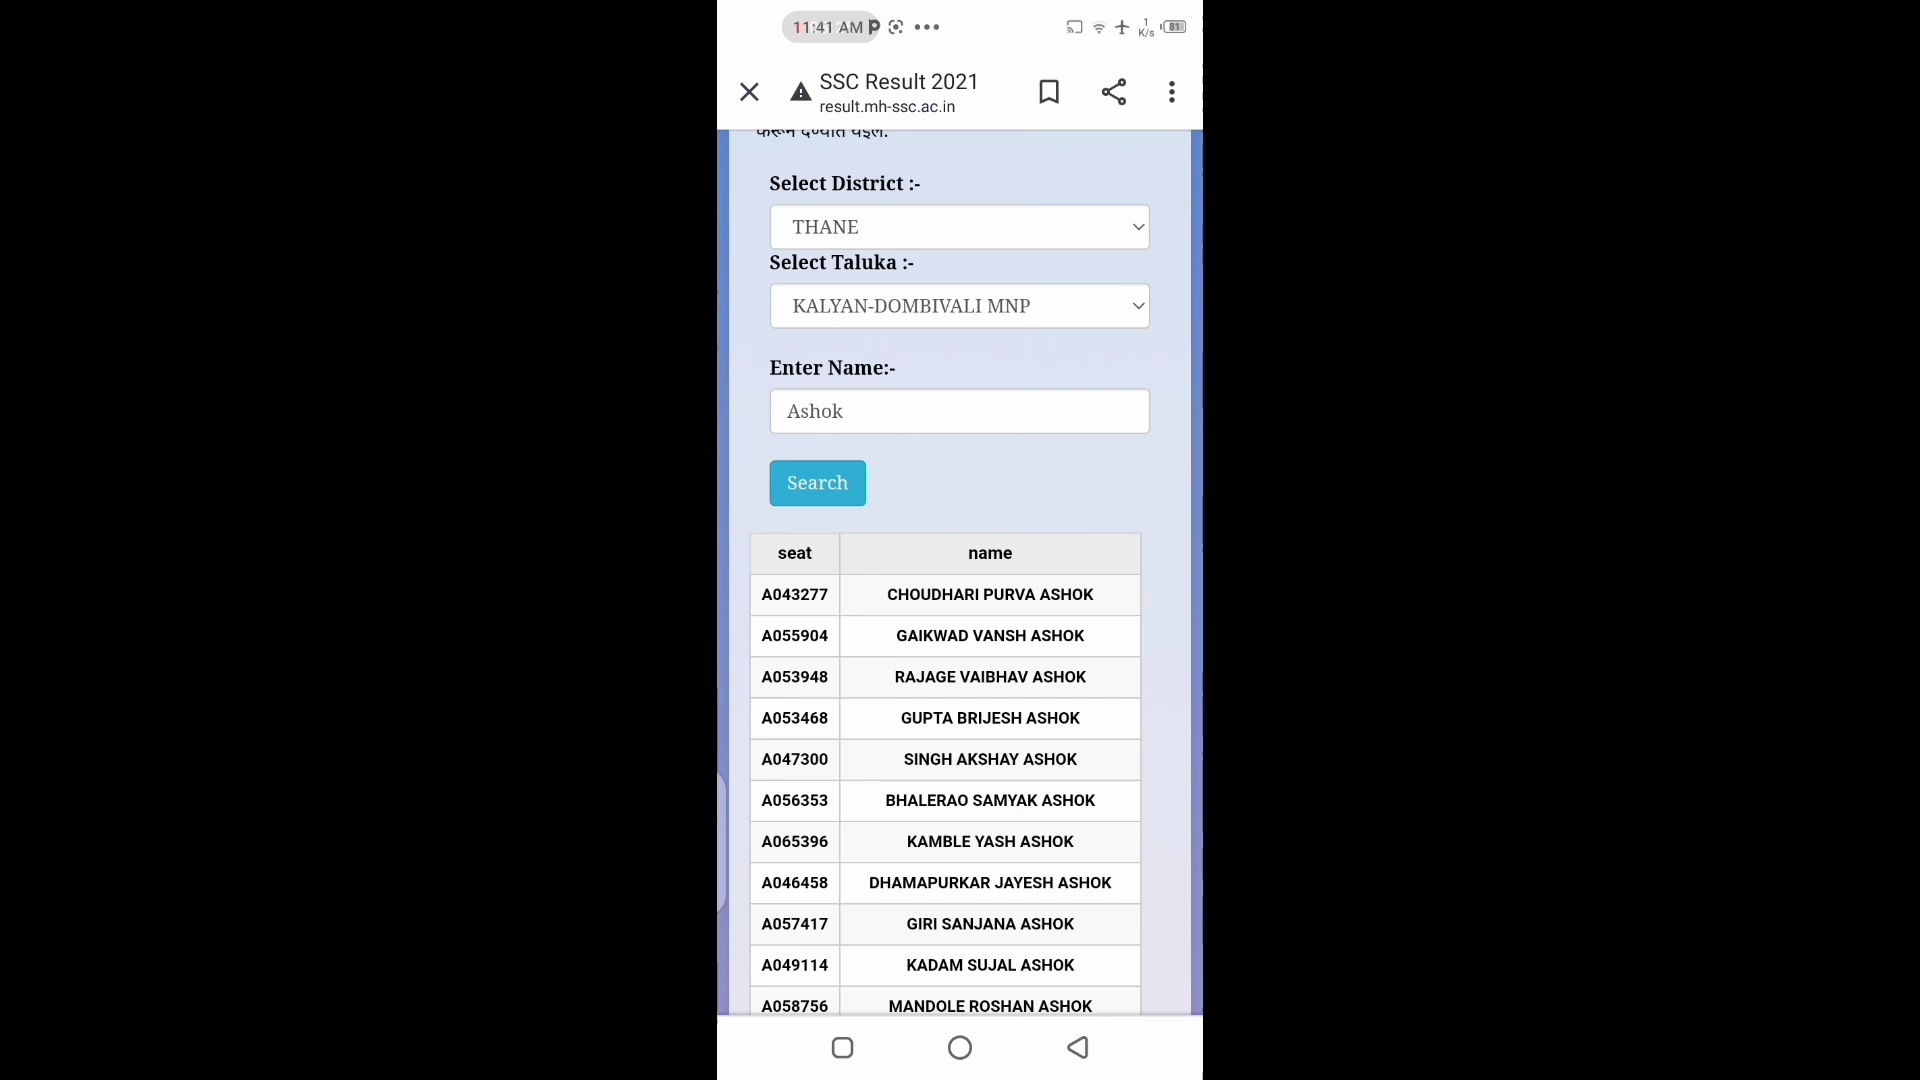 11:41 AM
1
K/s
81
SSC Result 2021
result.mh-ssc.ac.in
Select District :-
THANE
Select Taluka :-
KALYAN-DOMBIVALI MNP
Enter Name:-
Ashok
Search
seat name
A043277 CHOUDHARI PURVA ASHOK
A055904 GAIKWAD VANSH ASHOK
A053948 RAJAGE VAIBHAV ASHOK
A053468 GUPTA BRIJESH ASHOK
A047300 SINGH AKSHAY ASHOK
A056353 BHALERAO SAMYAK ASHOK
A065396 KAMBLE YASH ASHOK
A046458 DHAMAPURKAR JAYESH ASHOK
A057417 GIRI SANJANA ASHOK
A049114 KADAM SUJAL ASHOK
A058756 MANDOLE ROSHAN ASHOK